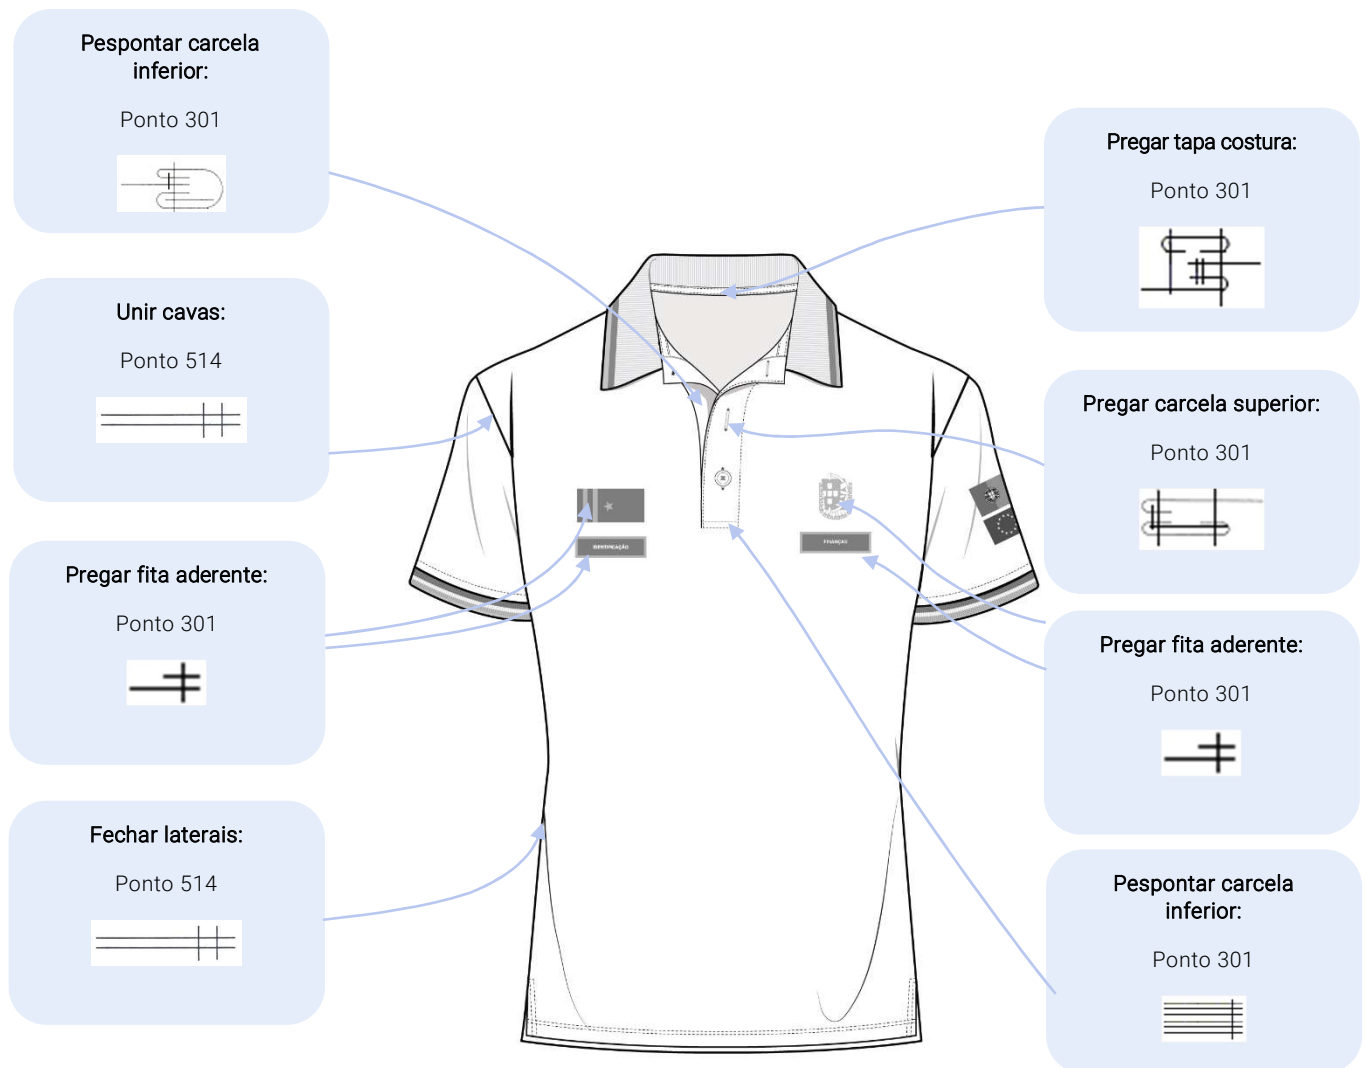 Pespontar carcela
inferior:
Ponto 301
Unir cavas:
Ponto 514
Pregar fita aderente:
Ponto 301
Fechar laterais:
Ponto 514
IDENTIFICAÇÃO
FINANÇAS
Pregar tapa costura:
Ponto 301
Pregar carcela superior:
Ponto 301
Pregar fita aderente:
Ponto 301
Pespontar carcela
inferior:
Ponto 301